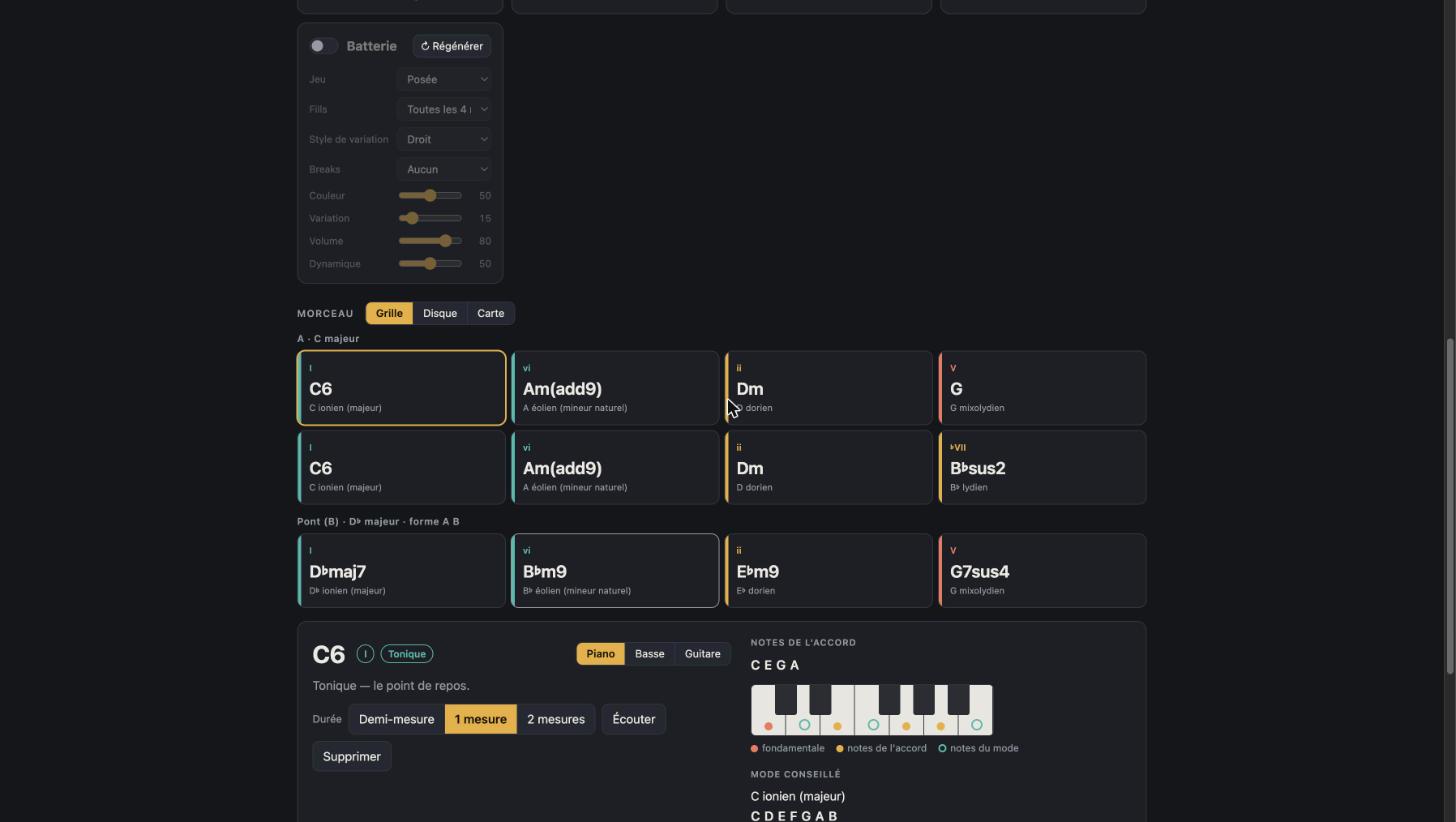 Batterie
↻ Régénérer
Jeu Posée
Fills Toutes les 4
Style de variation Droit
Breaks Aucun
Couleur 50
Variation 15
Volume 80
Dynamique 50
MORCEAU Grille Disque Carte
A · C majeur
I
C6
C ionien (majeur)
vi
Am(add9)
A éolien (mineur naturel)
ii
Dm
D dorien
V
G
G mixolydien
I
C6
C ionien (majeur)
vi
Am(add9)
A éolien (mineur naturel)
ii
Dm
D dorien
♭VII
B♭sus2
B♭ lydien
Pont (B) · D♭ majeur · forme A B
I
D♭maj7
D♭ ionien (majeur)
vi
B♭m9
B♭ éolien (mineur naturel)
ii
E♭m9
E♭ dorien
V
G7sus4
G mixolydien
C6 I Tonique
Piano Basse Guitare
Tonique — le point de repos.
Durée Demi-mesure 1 mesure 2 mesures Écouter
Supprimer
NOTES DE L'ACCORD
C E G A
fondamentale notes de l'accord notes du mode
MODE CONSEILLÉ
C ionien (majeur)
C D E F G A B